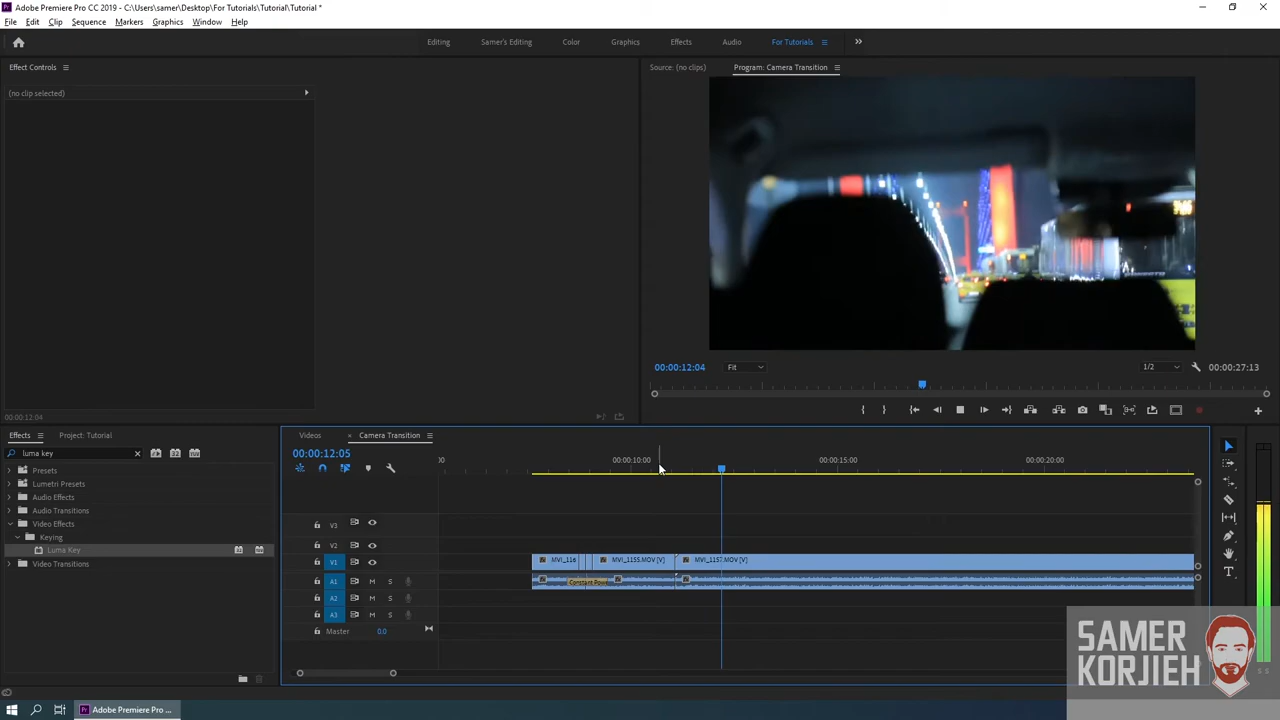 Adobe Premiere Pro CC 2019 - C:\Users\samer\Desktop\For Tutorials\Tutorial\Tutorial *
File Edit Clip Sequence Markers Graphics Window Help
Editing Samer's Editing Color Graphics Effects Audio For Tutorials
Effect Controls
Source: (no clips) Program: Camera Transition
(no clip selected)
00:00:12:04 Fit 1/2 00:00:27:13
00:00:12:04
Effects Project: Tutorial
Videos × Camera Transition
luma key
00:00:12:05
:00 00:00:10:00 00:00:15:00 00:00:20:00
Presets
Lumetri Presets
Audio Effects
Audio Transitions
Video Effects
Keying
Luma Key
Video Transitions
V3
V2
V1 MVI_116 MVI_1155.MOV [V] MVI_1157.MOV [V]
A1 M S Constant Pow
A2 M S
A3 M S
Master 0.0
S S
SAMER
KORJIEH
Adobe Premiere Pro ...